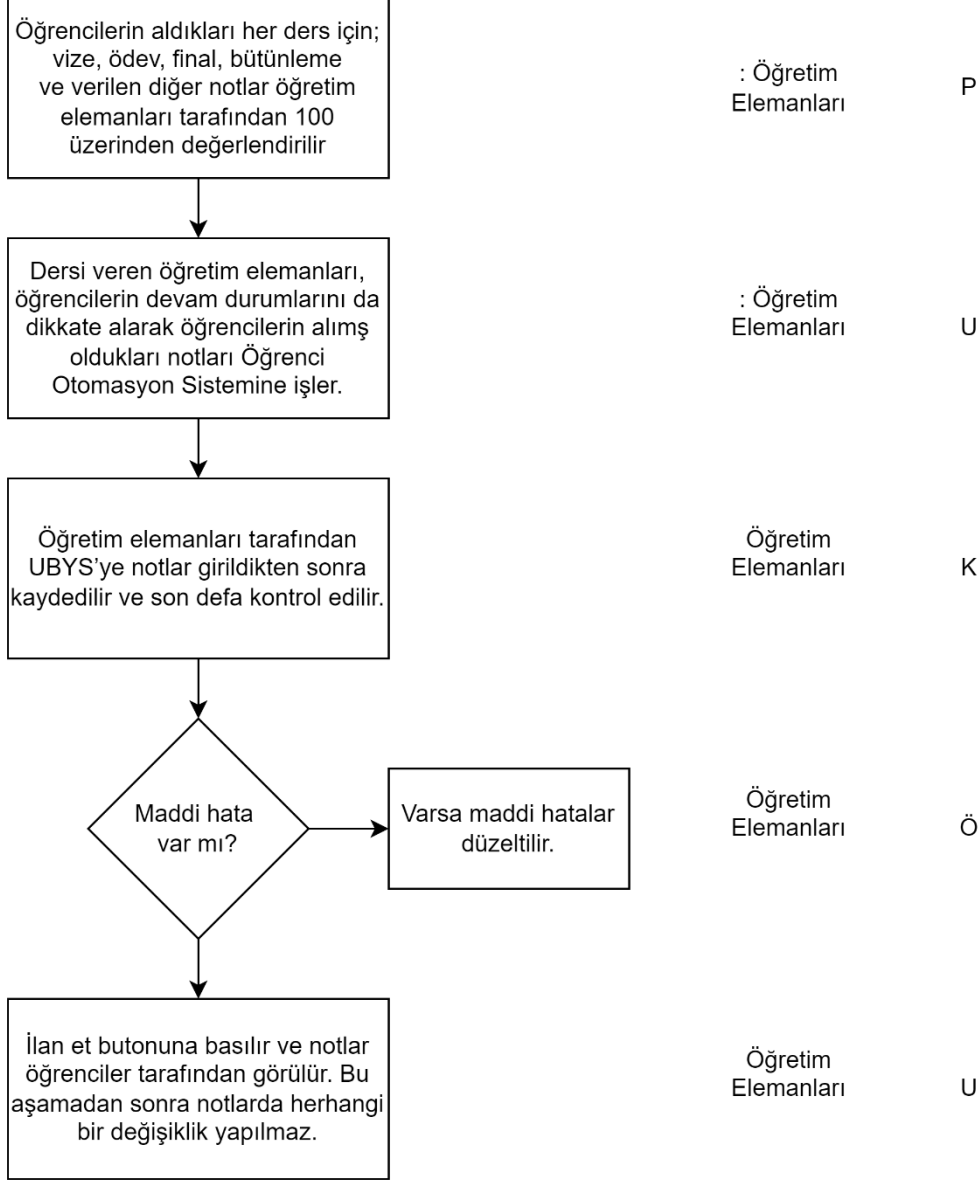 Öğrencilerin aldıkları her ders için;
vize, ödev, final, bütünleme
ve verilen diğer notlar öğretim
elemanları tarafından 100
üzerinden değerlendirilir
: Öğretim
Elemanları
P
Dersi veren öğretim elemanları,
öğrencilerin devam durumlarını da
dikkate alarak öğrencilerin alımş
oldukları notları Öğrenci
Otomasyon Sistemine işler.
: Öğretim
Elemanları
U
Öğretim elemanları tarafından
UBYS’ye notlar girildikten sonra
kaydedilir ve son defa kontrol edilir.
Öğretim
Elemanları
K
Maddi hata
var mı?
Varsa maddi hatalar
düzeltilir.
Öğretim
Elemanları
Ö
İlan et butonuna basılır ve notlar
öğrenciler tarafından görülür. Bu
aşamadan sonra notlarda herhangi
bir değişiklik yapılmaz.
Öğretim
Elemanları
U